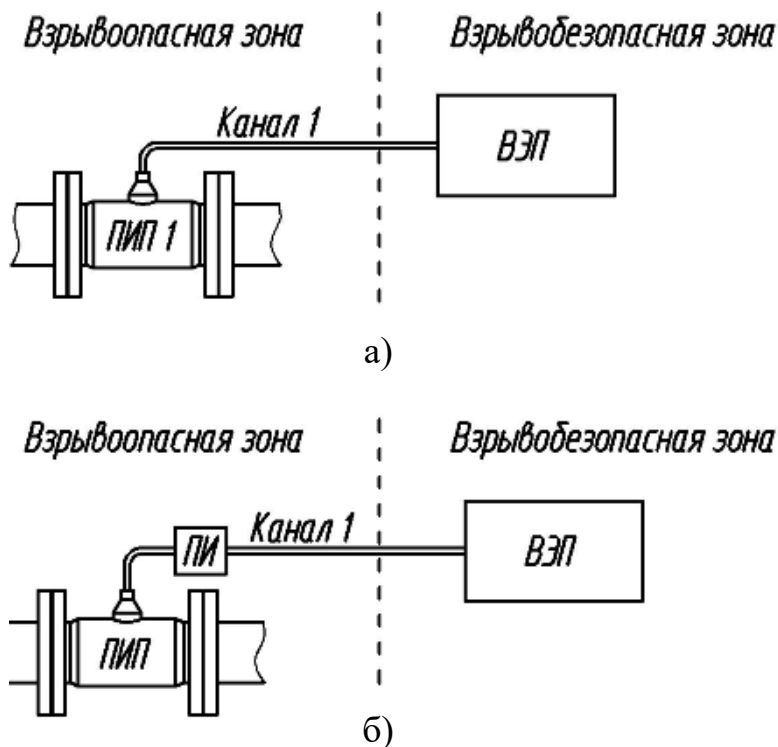 Взрывоопасная зона Взрывобезопасная зона
Канал 1
ВЭП
ПИП 1
а)
Взрывоопасная зона Взрывобезопасная зона
ПИ Канал 1
ВЭП
ПИП
б)